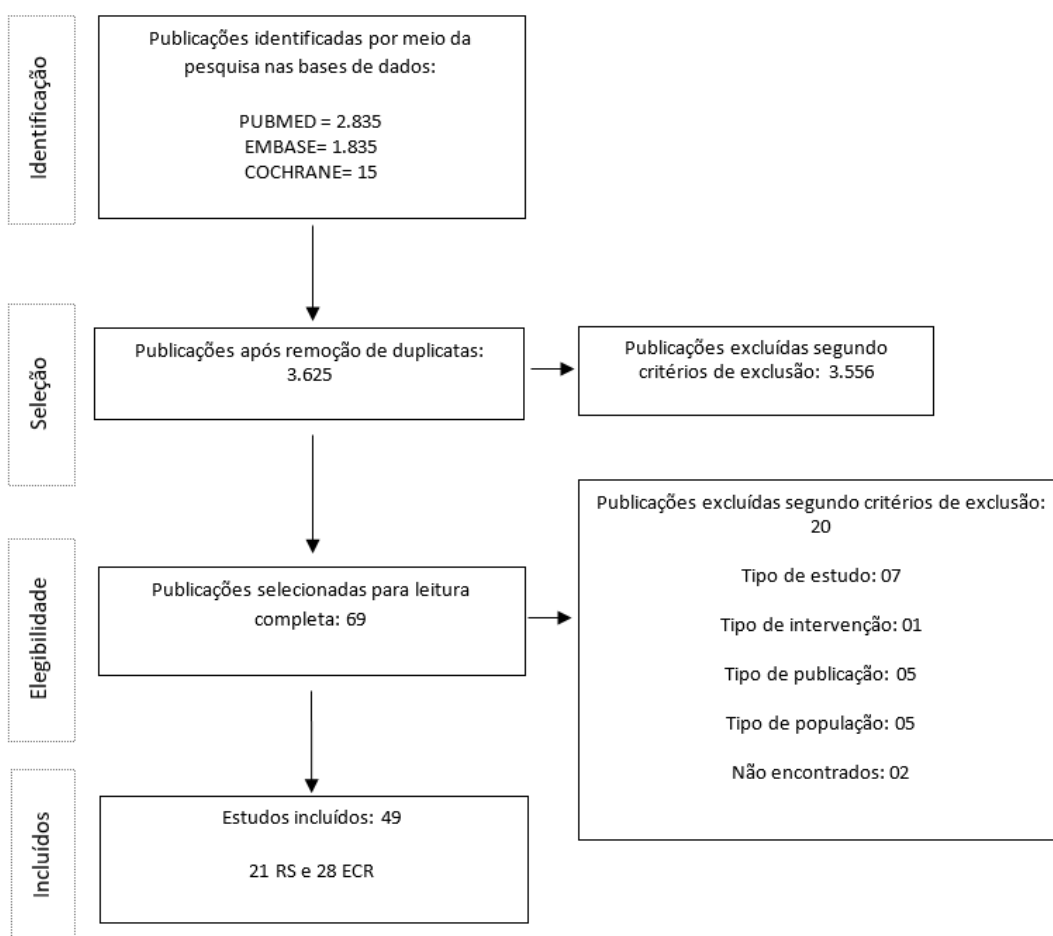 Identificação
Publicações identificadas por meio da
pesquisa nas bases de dados:
PUBMED = 2.835
EMBASE= 1.835
COCHRANE= 15
Seleção
Publicações após remoção de duplicatas:
3.625
Publicações excluídas segundo
critérios de exclusão: 3.556
Elegibilidade
Publicações selecionadas para leitura
completa: 69
Publicações excluídas segundo critérios de exclusão:
20
Tipo de estudo: 07
Tipo de intervenção: 01
Tipo de publicação: 05
Tipo de população: 05
Não encontrados: 02
Incluídos
Estudos incluídos: 49
21 RS e 28 ECR